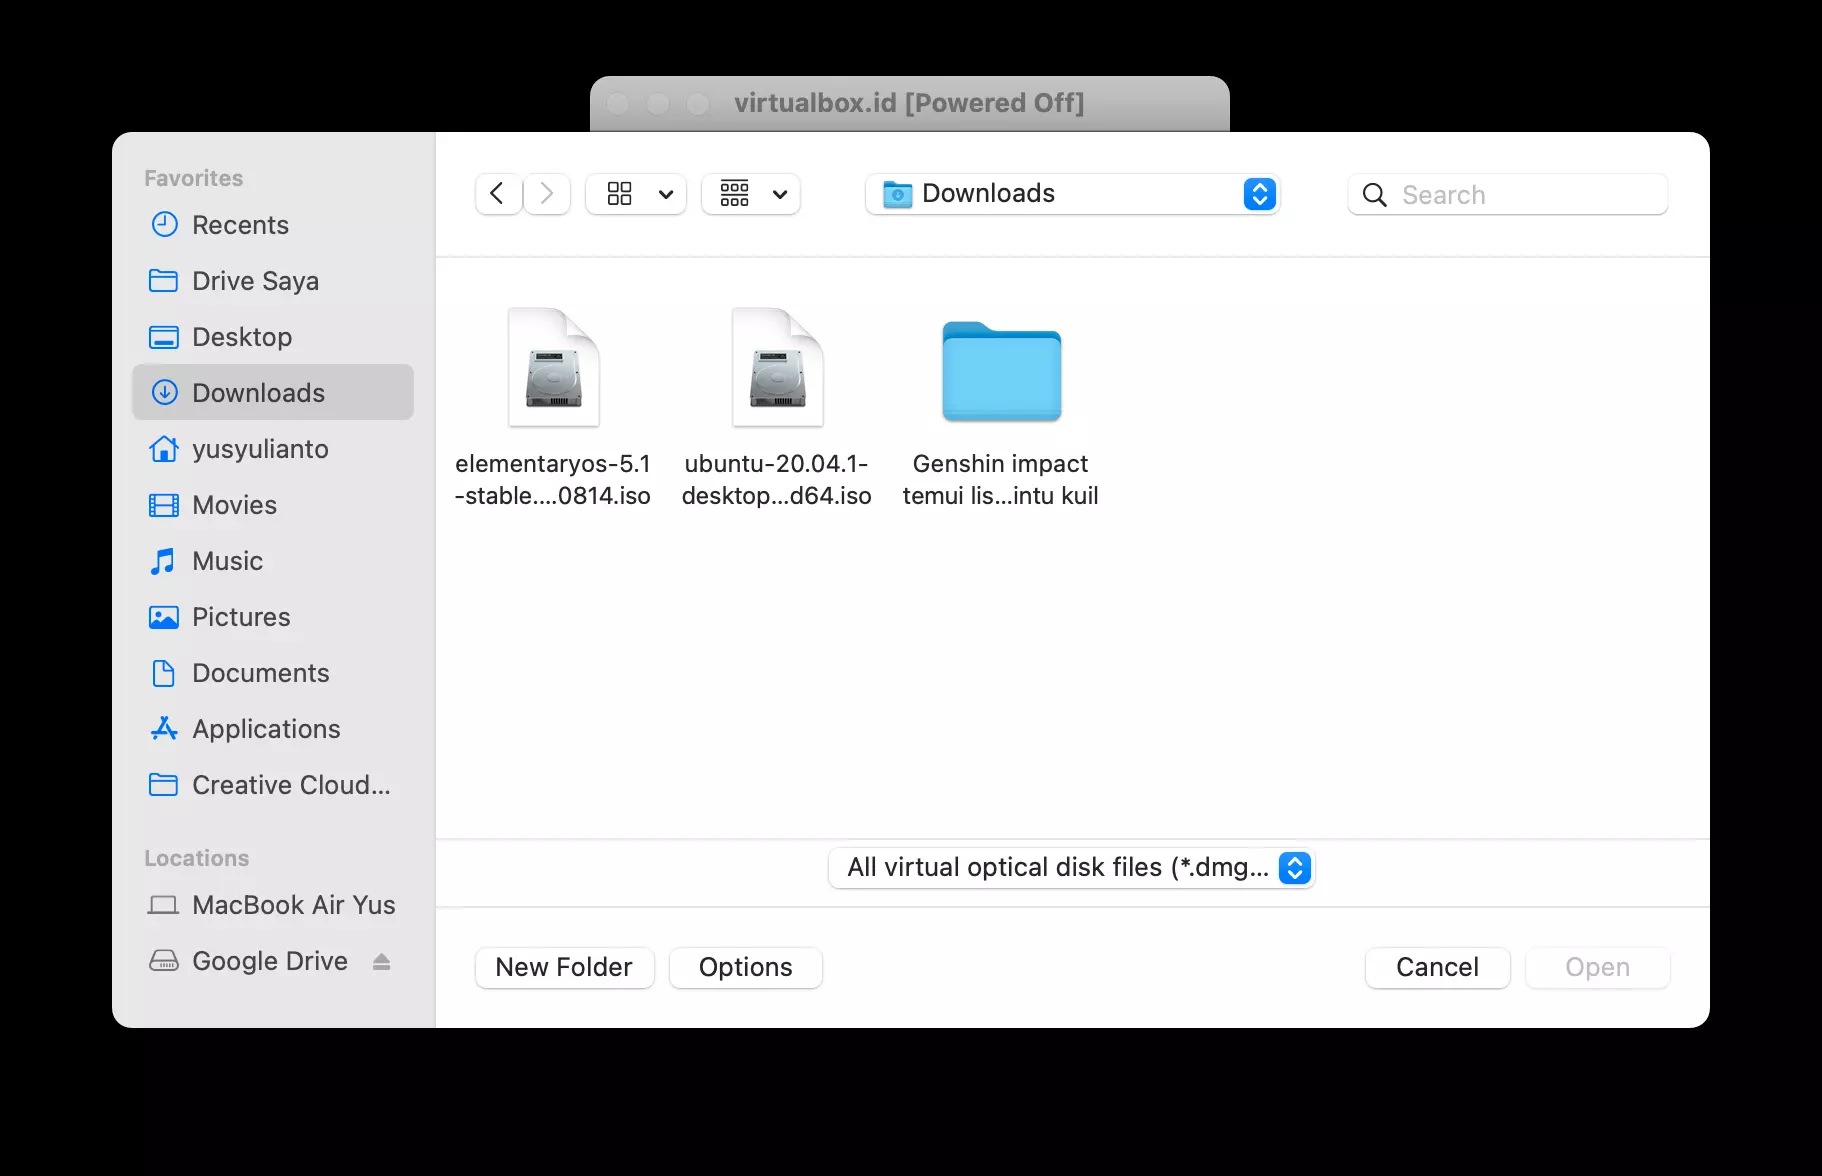 virtualbox.id [Powered Off]
Favorites
Recents
Drive Saya
Desktop
Downloads
yusyulianto
Movies
Music
Pictures
Documents
Applications
Creative Cloud...
Locations
MacBook Air Yus
Google Drive
Downloads
Search
elementaryos-5.1
-stable....0814.iso
ubuntu-20.04.1-
desktop...d64.iso
Genshin impact
temui lis...intu kuil
All virtual optical disk files (*.dmg...
New Folder
Options
Cancel
Open